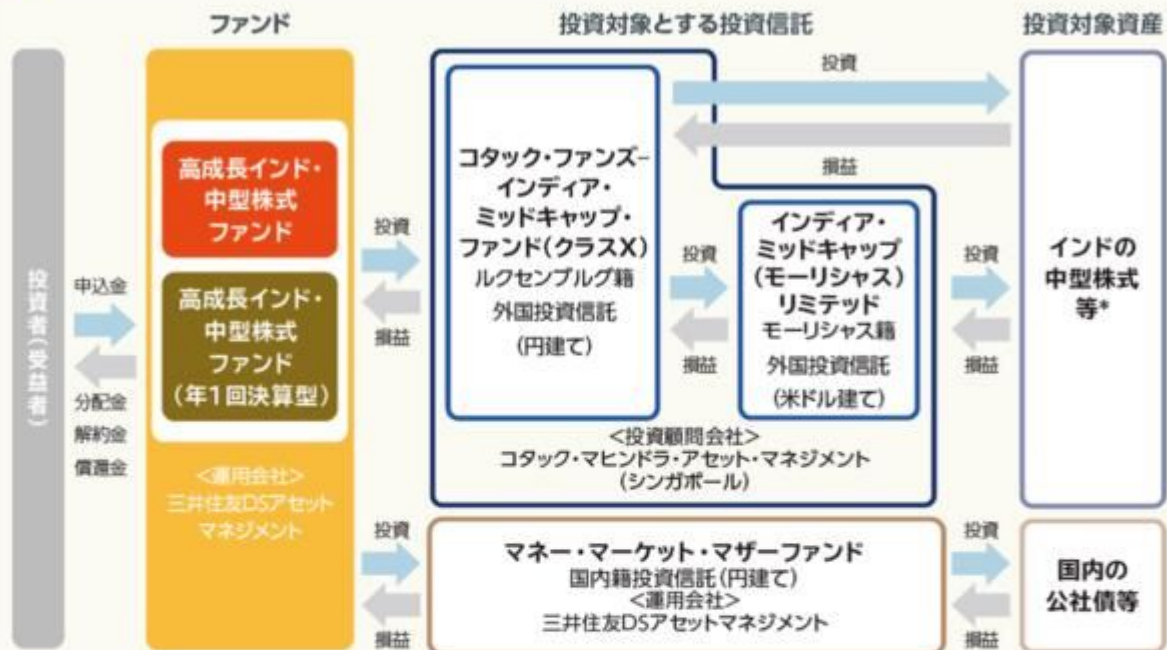 ファンド
投資対象とする投資信託
投資対象資産
投資者(受益者)
申込金
分配金
解約金
償還金
高成長インド・
中型株式
ファンド
高成長インド・
中型株式
ファンド
(年1回決算型)
<運用会社>
三井住友DSアセット
マネジメント
投資
損益
コタック・ファンズ–
インディア・
ミッドキャップ・
ファンド(クラスX)
ルクセンブルグ籍
外国投資信託
(円建て)
投資
損益
投資
損益
インディア・
ミッドキャップ
(モーリシャス)
リミテッド
モーリシャス籍
外国投資信託
(米ドル建て)
投資
損益
<投資顧問会社>
コタック・マヒンドラ・アセット・マネジメント
(シンガポール)
インドの
中型株式
等*
投資
損益
マネー・マーケット・マザーファンド
国内籍投資信託(円建て)
<運用会社>
三井住友DSアセットマネジメント
投資
損益
国内の
公社債等